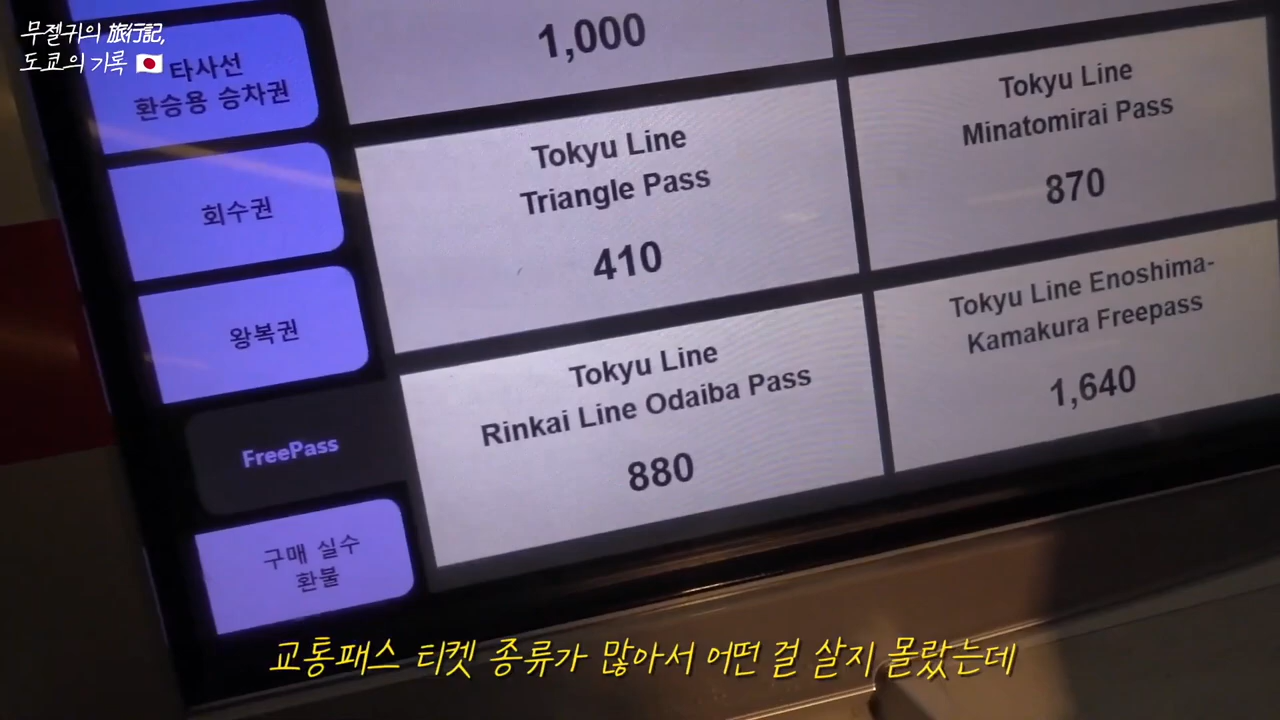 무젤귀의 旅行記,
도쿄의 기록 🇯🇵
타사선
환승용 승차권
회수권
왕복권
FreePass
구매 실수
환불
1,000
Tokyu Line
Triangle Pass
410
Tokyu Line
Minatomirai Pass
870
Tokyu Line
Rinkai Line Odaiba Pass
880
Tokyu Line Enoshima-
Kamakura Freepass
1,640
교통패스 티켓 종류가 많아서 어떤 걸 살지 몰랐는데